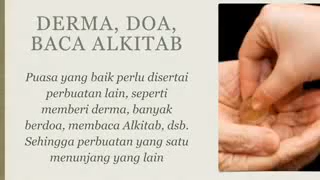 DERMA, DOA,
BACA ALKITAB
Puasa yang baik perlu disertai
perbuatan lain, seperti
memberi derma, banyak
berdoa, membaca Alkitab, dsb.
Sehingga perbuatan yang satu
menunjang yang lain